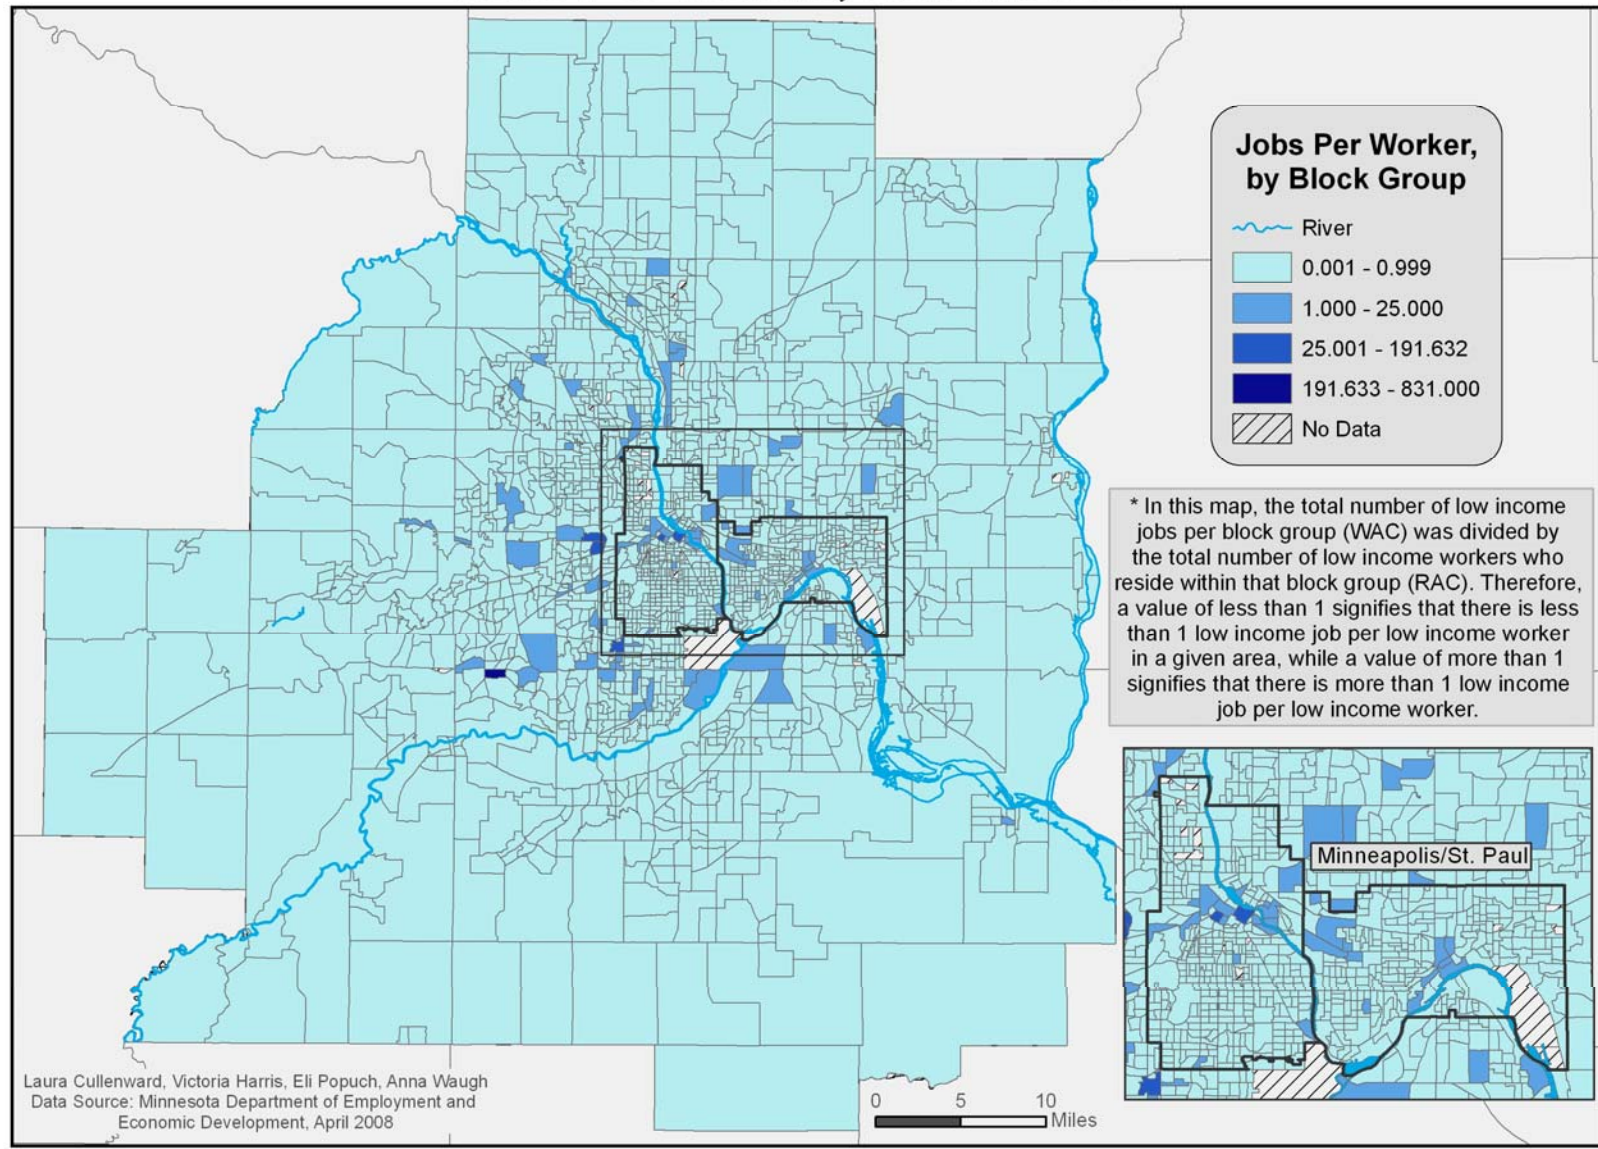 Jobs Per Worker,
by Block Group
River
0.001 - 0.999
1.000 - 25.000
25.001 - 191.632
191.633 - 831.000
No Data
* In this map, the total number of low income
jobs per block group (WAC) was divided by
the total number of low income workers who
reside within that block group (RAC). Therefore,
a value of less than 1 signifies that there is less
than 1 low income job per low income worker
in a given area, while a value of more than 1
signifies that there is more than 1 low income
job per low income worker.
Minneapolis/St. Paul
Laura Cullenward, Victoria Harris, Eli Popuch, Anna Waugh
Data Source: Minnesota Department of Employment and
Economic Development, April 2008
0 5 10
Miles